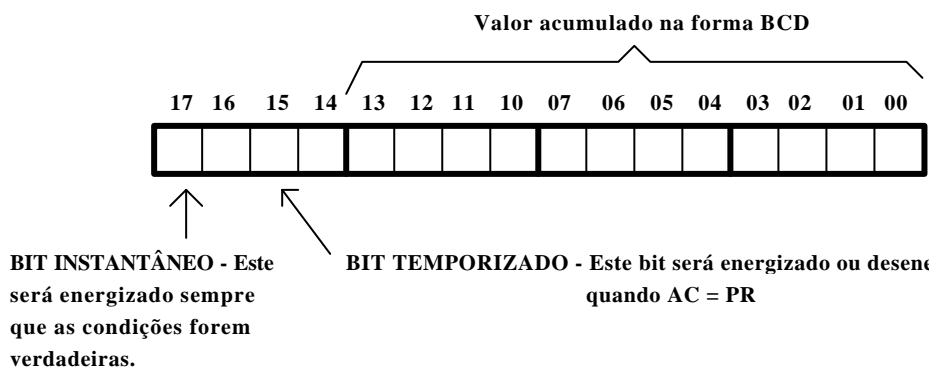 Valor acumulado na forma BCD
17 16 15 14 13 12 11 10 07 06 05 04 03 02 01 00
BIT INSTANTÂNEO - Este
será energizado sempre
que as condições forem
verdadeiras.
BIT TEMPORIZADO - Este bit será energizado ou desene
quando AC = PR